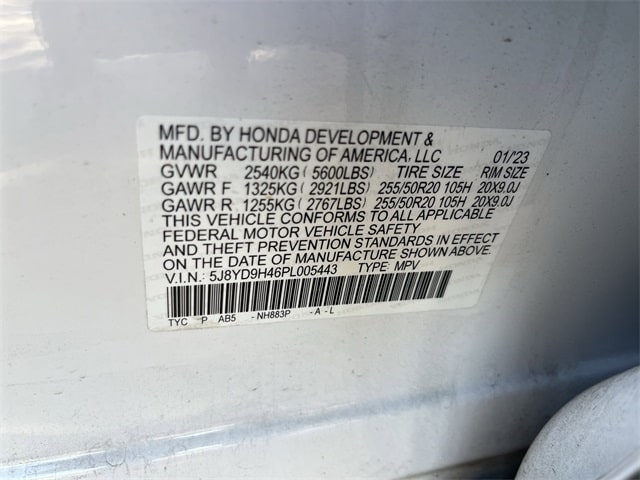 MFD. BY HONDA DEVELOPMENT &
MANUFACTURING OF AMERICA, LLC 01/'23
GVWR 2540KG ( 5600LBS) TIRE SIZE RIM SIZE
GAWR F 1325KG ( 2921LBS) 255/50R20 105H 20X9.0J
GAWR R 1255KG ( 2767LBS) 255/50R20 105H 20X9.0J
THIS VEHICLE CONFORMS TO ALL APPLICABLE
FEDERAL MOTOR VEHICLE SAFETY
AND THEFT PREVENTION STANDARDS IN EFFECT
ON THE DATE OF MANUFACTURE SHOWN ABOVE.
V.I.N.: 5J8YD9H46PL005443 TYPE: MPV
TYC P AB5 - NH883P - A - L